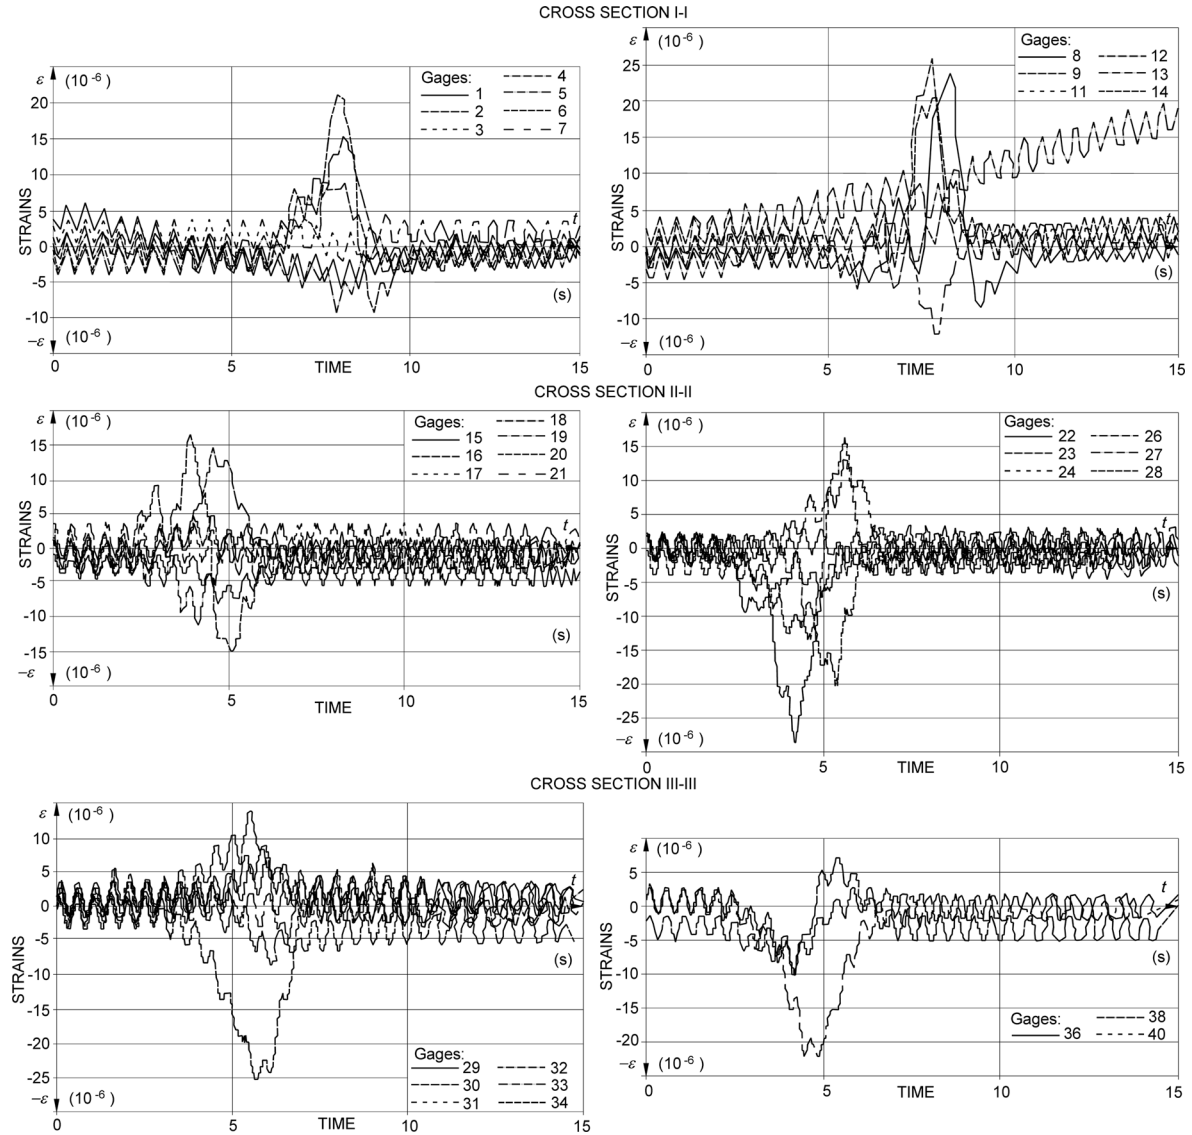 CROSS SECTION I-I
ε (10⁻⁶ )
Gages:
1 4
2 5
3 6
7
20
15
10
5
0
-5
-10
STRAINS
t
(s)
−ε (10⁻⁶ )
0 5 TIME 10 15
ε (10⁻⁶ )
Gages:
8 12
9 13
11 14
25
20
15
10
5
0
-5
-10
STRAINS
t
(s)
−ε (10⁻⁶ )
0 5 TIME 10 15
CROSS SECTION II-II
ε (10⁻⁶ )
Gages:
18
15 19
16 20
17 21
15
10
5
0
-5
-10
-15
STRAINS
t
(s)
−ε (10⁻⁶ )
0 5 TIME 10 15
ε (10⁻⁶ )
Gages:
22 26
23 27
24 28
15
10
5
0
-5
-10
-15
-20
-25
STRAINS
t
(s)
−ε (10⁻⁶ )
0 5 TIME 10 15
CROSS SECTION III-III
ε (10⁻⁶ )
10
5
0
-5
-10
-15
-20
-25
STRAINS
t
(s)
Gages:
29 32
30 33
31 34
−ε (10⁻⁶ )
0 5 TIME 10 15
ε (10⁻⁶ )
5
0
-5
-10
-15
-20
-25
STRAINS
t
(s)
Gages:
38
36 40
−ε (10⁻⁶ )
0 5 TIME 10 15